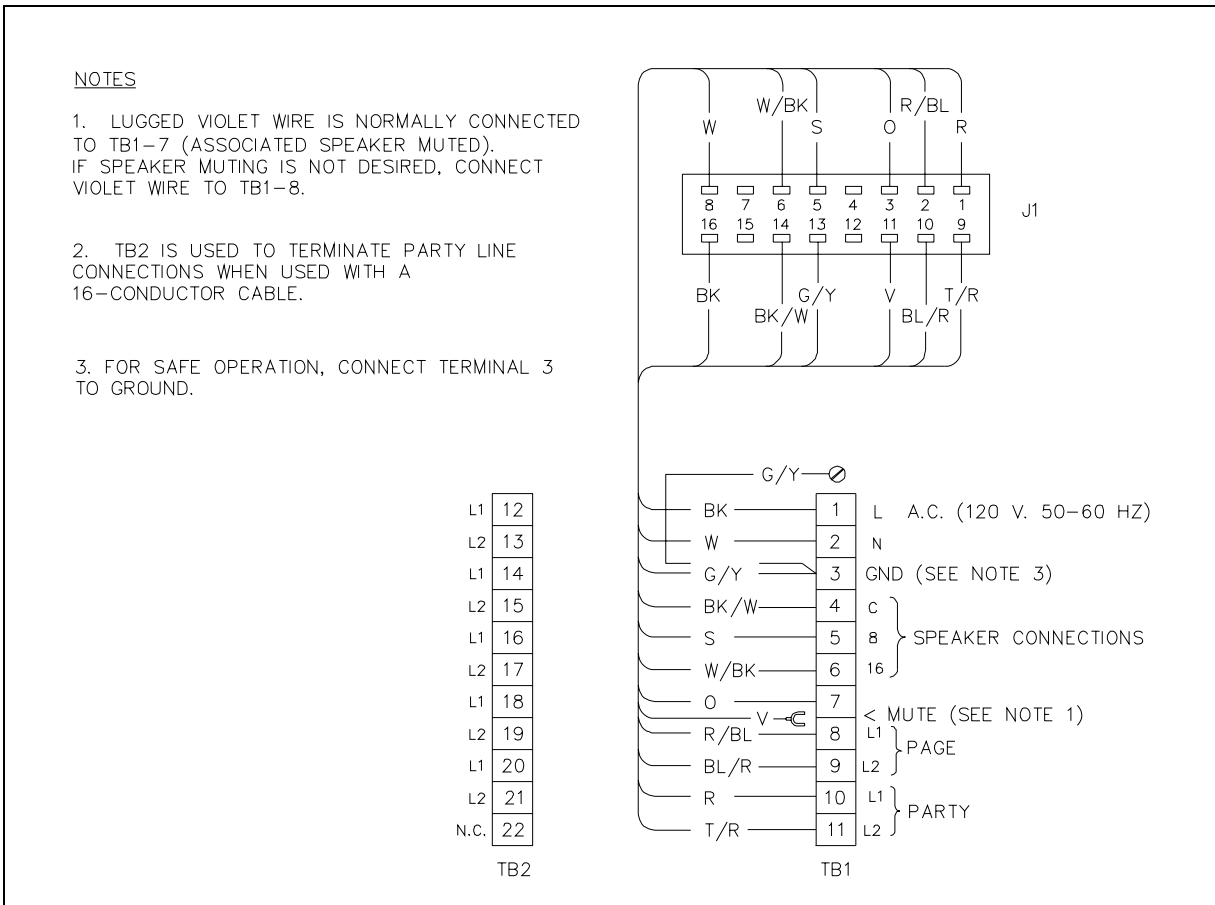 NOTES
1. LUGGED VIOLET WIRE IS NORMALLY CONNECTED
TO TB1-7 (ASSOCIATED SPEAKER MUTED).
IF SPEAKER MUTING IS NOT DESIRED, CONNECT
VIOLET WIRE TO TB1-8.
2. TB2 IS USED TO TERMINATE PARTY LINE
CONNECTIONS WHEN USED WITH A
16-CONDUCTOR CABLE.
3. FOR SAFE OPERATION, CONNECT TERMINAL 3
TO GROUND.
W/BK R/BL
W S O R
8 7 6 5 4 3 2 1
J1
16 15 14 13 12 11 10 9
BK G/Y V T/R
BK/W BL/R
L1 12
L2 13
L1 14
L2 15
L1 16
L2 17
L1 18
L2 19
L1 20
L2 21
N.C. 22
TB2
G/Y
BK 1 L A.C. (120 V. 50-60 HZ)
W 2 N
G/Y 3 GND (SEE NOTE 3)
BK/W 4 C
S 5 8 SPEAKER CONNECTIONS
W/BK 6 16
O 7
V < MUTE (SEE NOTE 1)
R/BL 8 L1
PAGE
BL/R 9 L2
R 10 L1
PARTY
T/R 11 L2
TB1